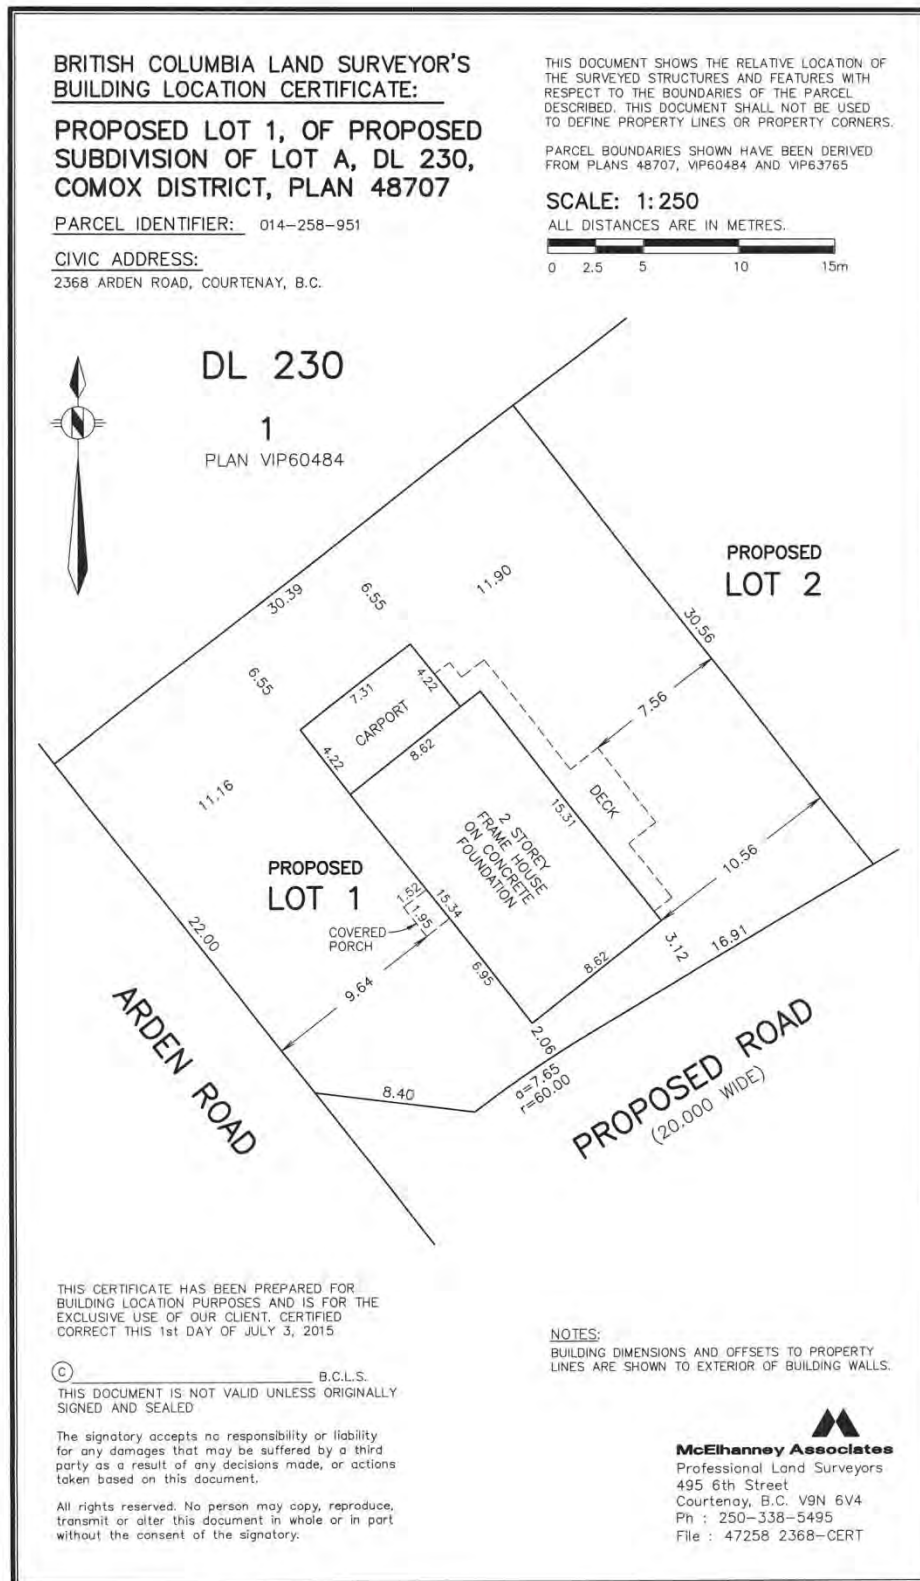 BRITISH COLUMBIA LAND SURVEYOR'S
BUILDING LOCATION CERTIFICATE:
PROPOSED LOT 1, OF PROPOSED
SUBDIVISION OF LOT A, DL 230,
COMOX DISTRICT, PLAN 48707
PARCEL IDENTIFIER: 014-258-951
CIVIC ADDRESS:
2368 ARDEN ROAD, COURTENAY, B.C.
THIS DOCUMENT SHOWS THE RELATIVE LOCATION OF
THE SURVEYED STRUCTURES AND FEATURES WITH
RESPECT TO THE BOUNDARIES OF THE PARCEL
DESCRIBED. THIS DOCUMENT SHALL NOT BE USED
TO DEFINE PROPERTY LINES OR PROPERTY CORNERS.
PARCEL BOUNDARIES SHOWN HAVE BEEN DERIVED
FROM PLANS 48707, VIP60484 AND VIP63765
SCALE: 1:250
ALL DISTANCES ARE IN METRES.
0 2.5 5 10 15m
DL 230
1
PLAN VIP60484
N
30.39
6.55
11.90
PROPOSED
LOT 2
30.56
6.55
7.31
4.22
CARPORT
8.62
4.22
7.56
11.16
DECK
15.31
2 STOREY
FRAME HOUSE
ON CONCRETE
FOUNDATION
10.56
PROPOSED
LOT 1
1.52
1.95
15.34
COVERED
PORCH
22.00
9.64
6.95
8.62
3.12
16.91
2.06
a=7.65
r=60.00
8.40
ARDEN ROAD
PROPOSED ROAD
(20,000 WIDE)
THIS CERTIFICATE HAS BEEN PREPARED FOR
BUILDING LOCATION PURPOSES AND IS FOR THE
EXCLUSIVE USE OF OUR CLIENT. CERTIFIED
CORRECT THIS 1st DAY OF JULY 3, 2015
© B.C.L.S.
THIS DOCUMENT IS NOT VALID UNLESS ORIGINALLY
SIGNED AND SEALED
The signatory accepts no responsibility or liability
for any damages that may be suffered by a third
party as a result of any decisions made, or actions
taken based on this document.
All rights reserved. No person may copy, reproduce,
transmit or alter this document in whole or in part
without the consent of the signatory.
NOTES:
BUILDING DIMENSIONS AND OFFSETS TO PROPERTY
LINES ARE SHOWN TO EXTERIOR OF BUILDING WALLS.
McElhanney Associates
Professional Land Surveyors
495 6th Street
Courtenay, B.C. V9N 6V4
Ph : 250-338-5495
File : 47258 2368-CERT